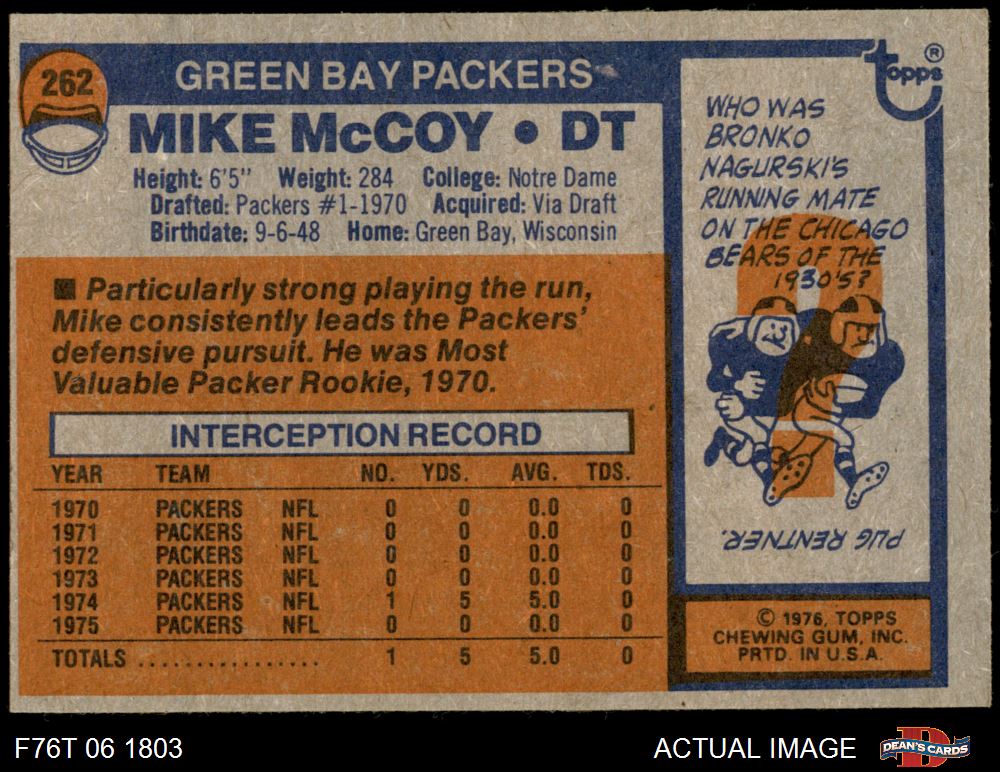 262
GREEN BAY PACKERS
MIKE McCOY • DT
Height: 6'5" Weight: 284 College: Notre Dame
Drafted: Packers #1-1970 Acquired: Via Draft
Birthdate: 9-6-48 Home: Green Bay, Wisconsin
■ Particularly strong playing the run,
Mike consistently leads the Packers'
defensive pursuit. He was Most
Valuable Packer Rookie, 1970.
INTERCEPTION RECORD
YEAR TEAM NO. YDS. AVG. TDS.
1970 PACKERS NFL 0 0 0.0 0
1971 PACKERS NFL 0 0 0.0 0
1972 PACKERS NFL 0 0 0.0 0
1973 PACKERS NFL 0 0 0.0 0
1974 PACKERS NFL 1 5 5.0 0
1975 PACKERS NFL 0 0 0.0 0
TOTALS ................ 1 5 5.0 0
topps®
WHO WAS
BRONKO
NAGURSKI'S
RUNNING MATE
ON THE CHICAGO
BEARS OF THE
1930'S?
?
PUG RENTNER.
© 1976, TOPPS
CHEWING GUM, INC.
PRTD. IN U.S.A.
F76T 06 1803
ACTUAL IMAGE
DEAN'S CARDS